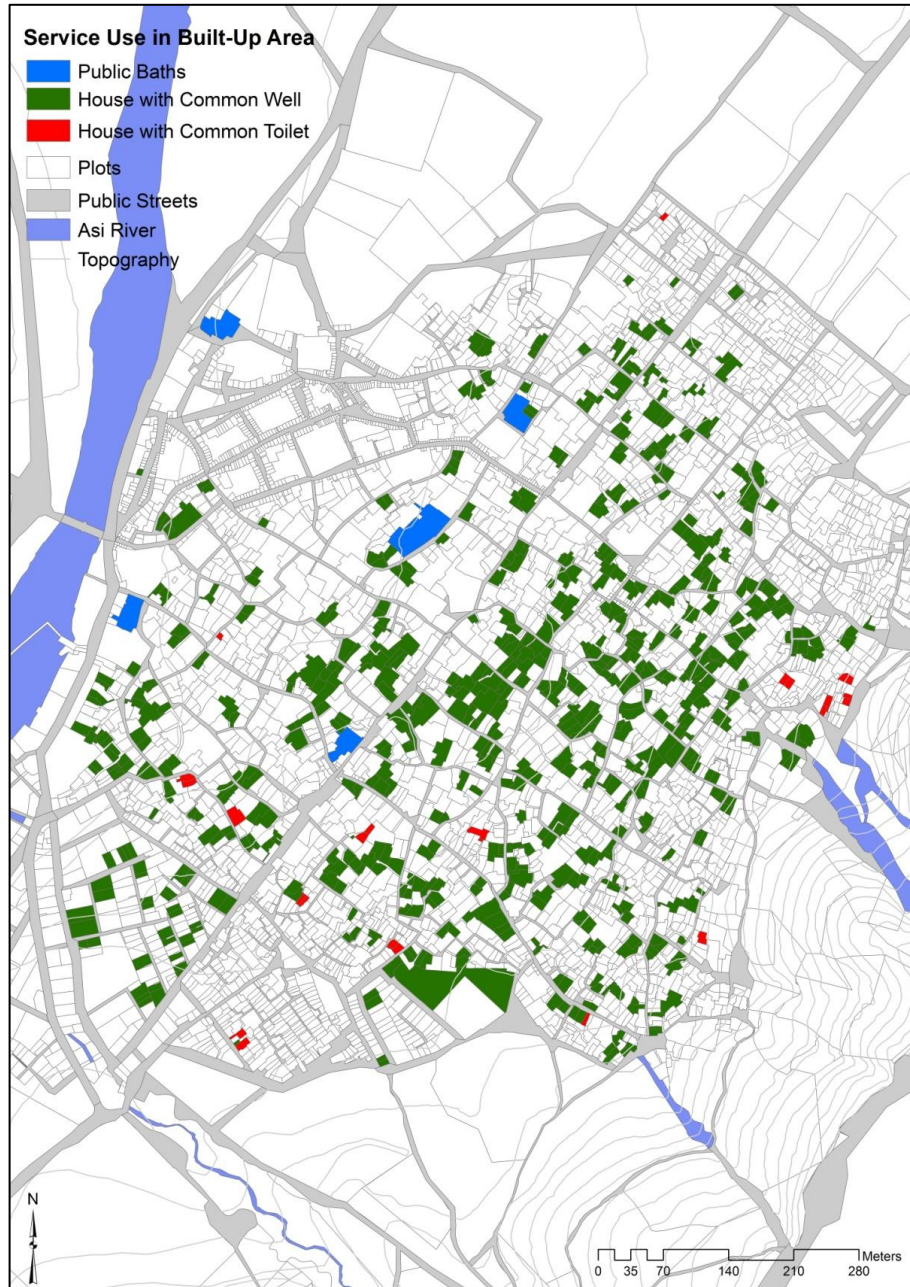 Service Use in Built-Up Area
Public Baths
House with Common Well
House with Common Toilet
Plots
Public Streets
Asi River
Topography
N
Meters
0 35 70 140 210 280